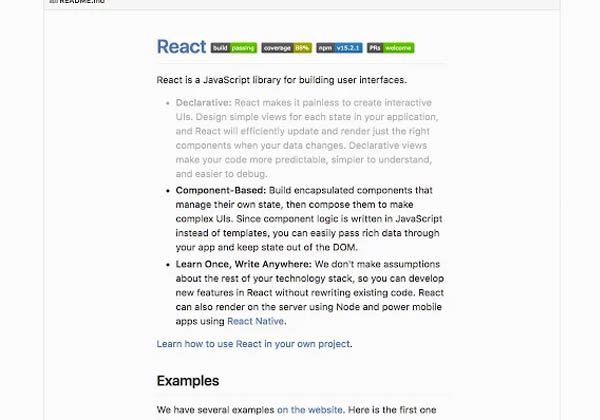 README.md
React build passing coverage 88% npm v15.2.1 PRs welcome
React is a JavaScript library for building user interfaces.
• Declarative: React makes it painless to create interactive
UIs. Design simple views for each state in your application,
and React will efficiently update and render just the right
components when your data changes. Declarative views
make your code more predictable, simpler to understand,
and easier to debug.
• Component-Based: Build encapsulated components that
manage their own state, then compose them to make
complex UIs. Since component logic is written in JavaScript
instead of templates, you can easily pass rich data through
your app and keep state out of the DOM.
• Learn Once, Write Anywhere: We don't make assumptions
about the rest of your technology stack, so you can develop
new features in React without rewriting existing code. React
can also render on the server using Node and power mobile
apps using React Native.
Learn how to use React in your own project.
Examples
We have several examples on the website. Here is the first one